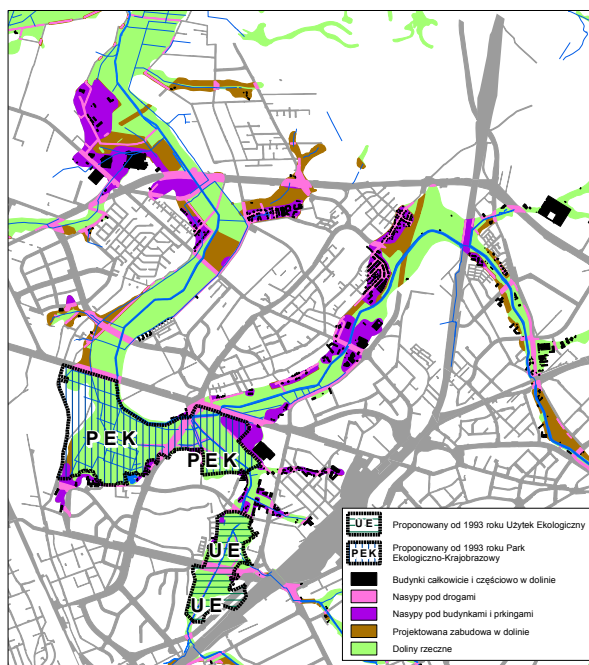 PEK
PEK
UE
UE
UE Proponowany od 1993 roku Użytek Ekologiczny
PEK Proponowany od 1993 roku Park
Ekologiczno-Krajobrazowy
Budynki całkowicie i częściowo w dolinie
Nasypy pod drogami
Nasypy pod budynkami i prkingami
Projektowana zabudowa w dolinie
Doliny rzeczne